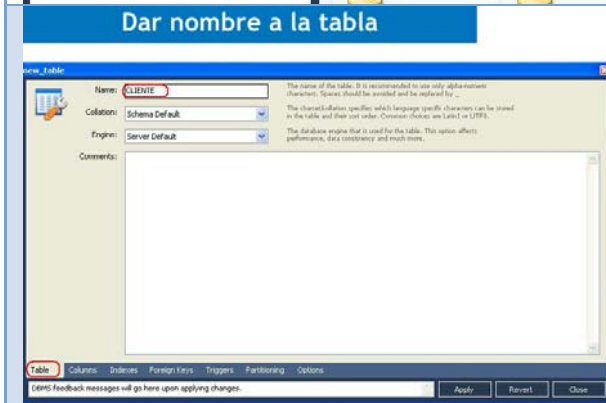 Dar nombre a la tabla
new_table
Name: CLIENTE
The name of the table. It is recommended to use only alpha-numeric
characters. Spaces should be avoided and be replaced by _
Collation: Schema Default
The charset/collation specifies which language specific characters can be stored
in the table and their sort order. Common choices are Latin1 or UTF8.
Engine: Server Default
The database engine that is used for the table. This option affects
performance, data consistency and much more.
Comments:
Table Columns Indexes Foreign Keys Triggers Partitioning Options
DBMS feedback messages will go here upon applying changes.
Apply Revert Close